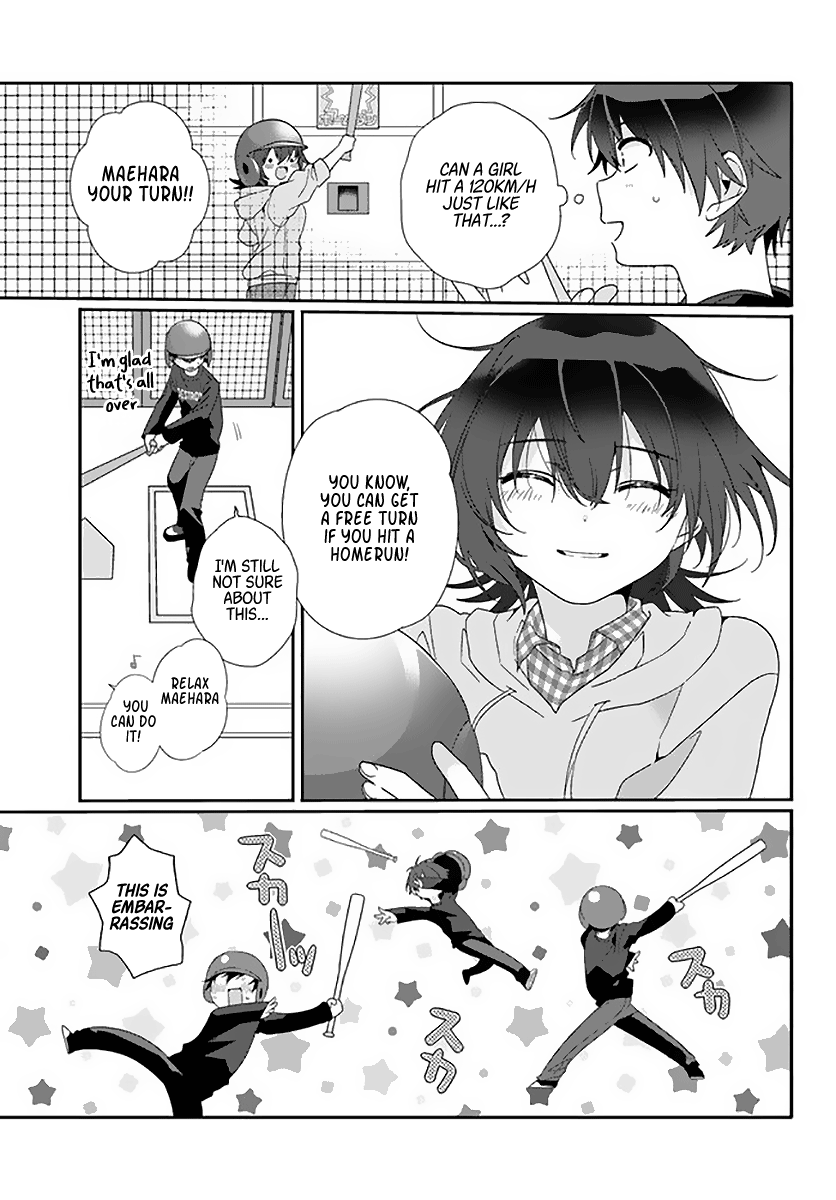 CAN A GIRL
HIT A 120KM/H
JUST LIKE
THAT...?
MAEHARA
YOUR TURN!!
YOU KNOW,
YOU CAN GET
A FREE TURN
IF YOU HIT A
HOMERUN!
I'm glad
that's all
over
I'M STILL
NOT SURE
ABOUT
THIS...
RELAX
MAEHARA
YOU
CAN DO
IT!
スカ
スカ
スカーッ
THIS IS
EMBAR-
RASSING